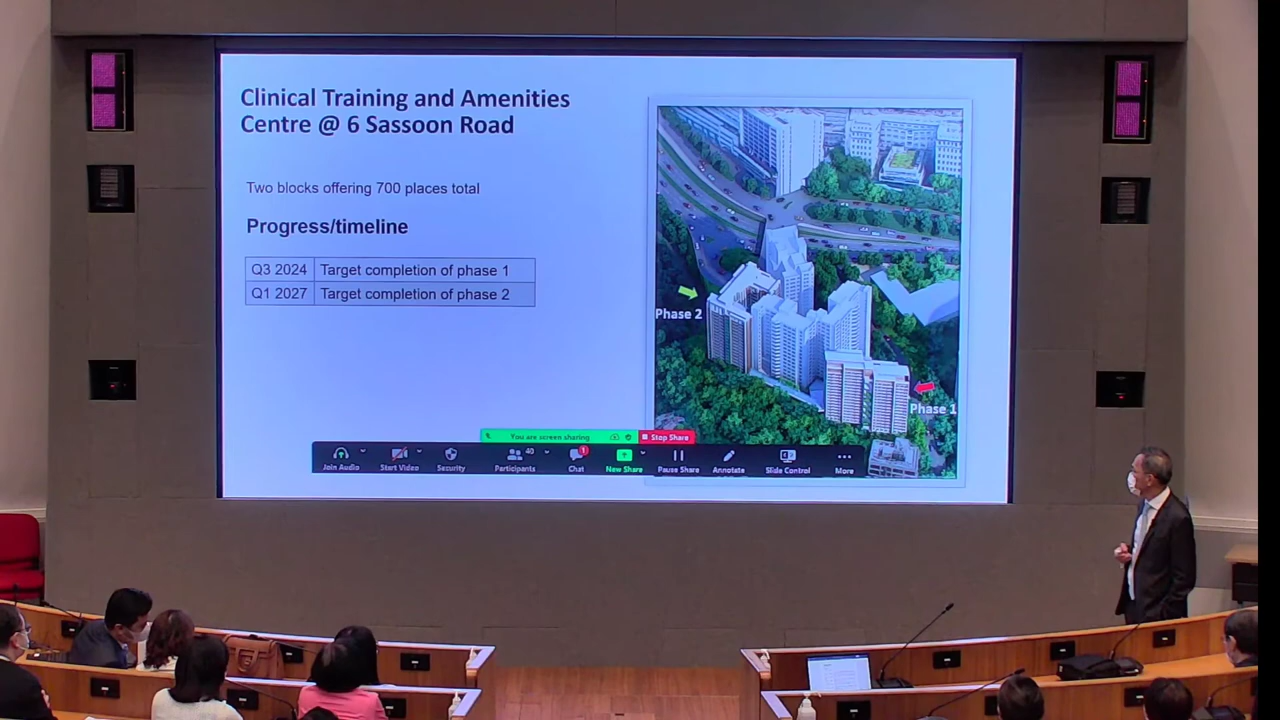 Clinical Training and Amenities
Centre @ 6 Sassoon Road
Two blocks offering 700 places total
Progress/timeline
Q3 2024 Target completion of phase 1
Q1 2027 Target completion of phase 2
Phase 2
Phase 1
You are screen sharing
Stop Share
40
1
Join Audio Start Video Security Participants Chat New Share Pause Share Annotate Slide Control More